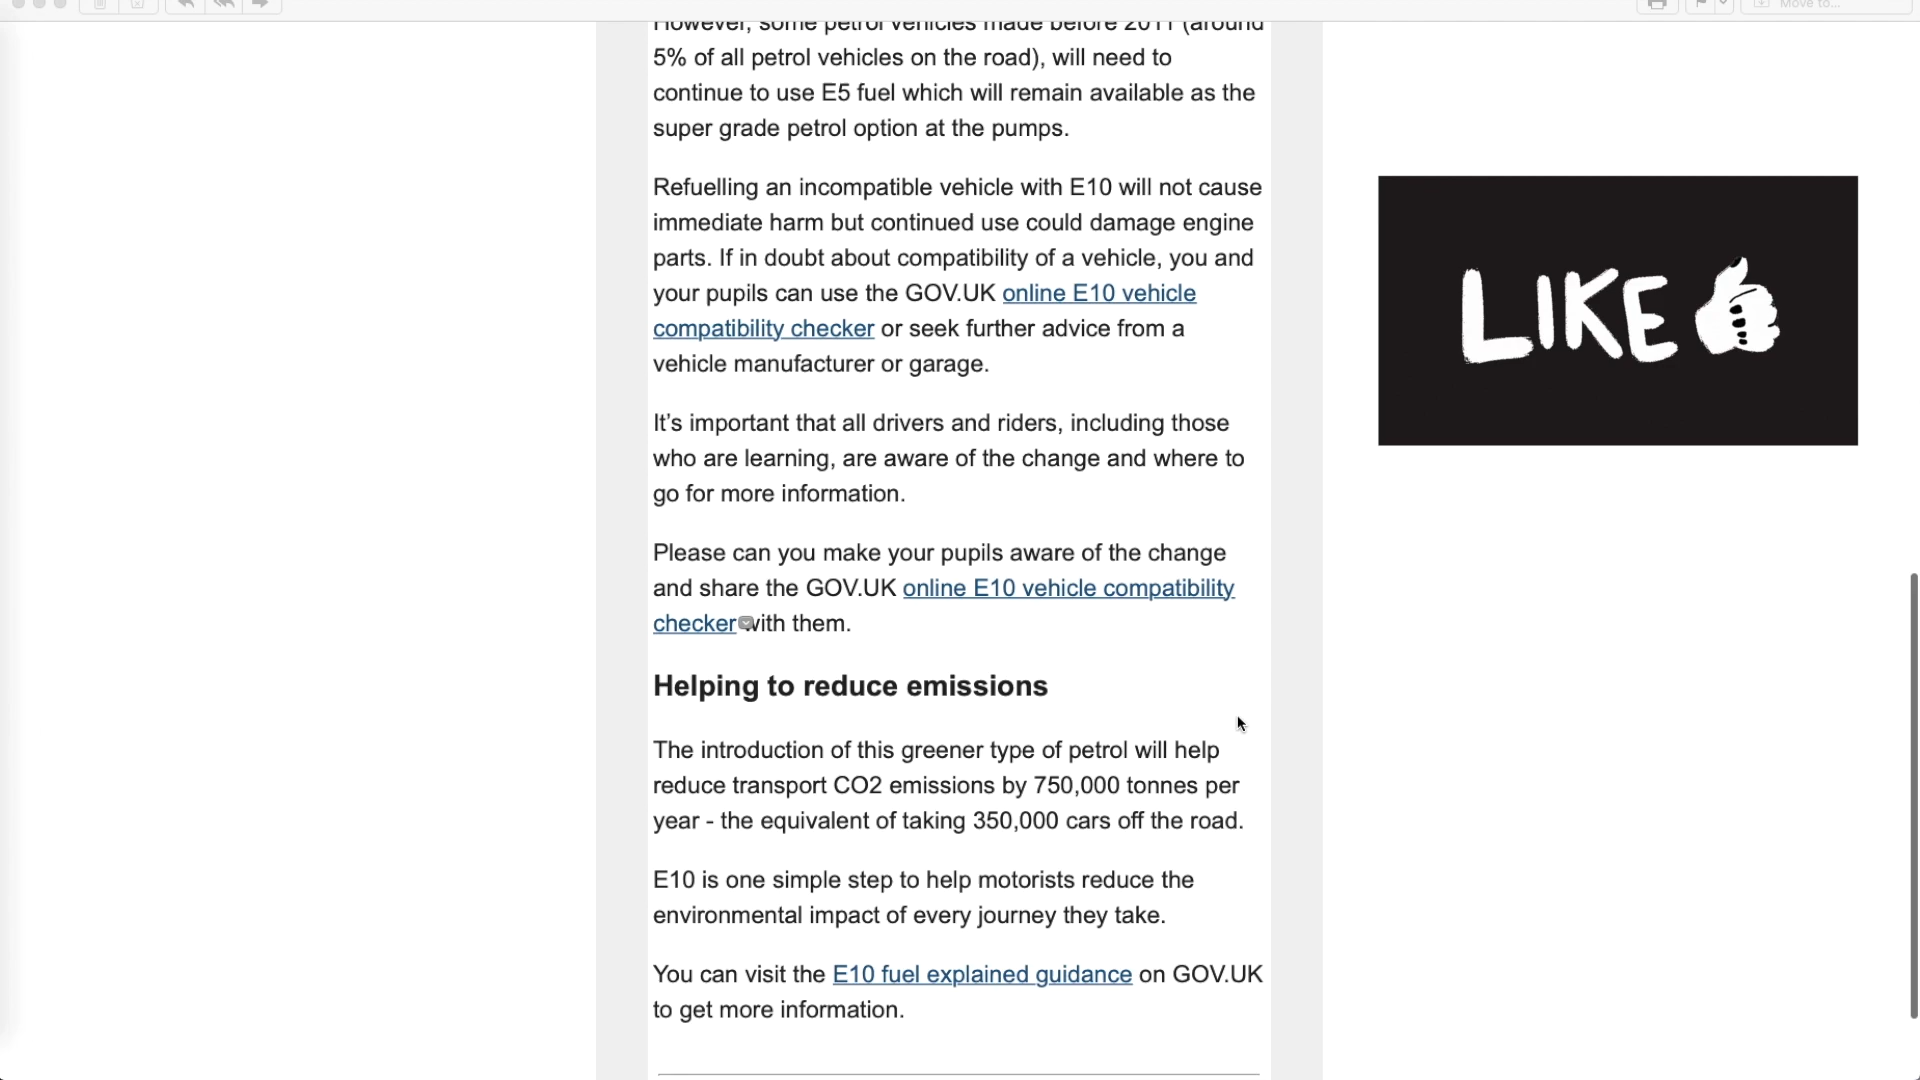 Move to...
However, some petrol vehicles made before 2011 (around
5% of all petrol vehicles on the road), will need to
continue to use E5 fuel which will remain available as the
super grade petrol option at the pumps.
Refuelling an incompatible vehicle with E10 will not cause
immediate harm but continued use could damage engine
parts. If in doubt about compatibility of a vehicle, you and
your pupils can use the GOV.UK online E10 vehicle
compatibility checker or seek further advice from a
vehicle manufacturer or garage.
It’s important that all drivers and riders, including those
who are learning, are aware of the change and where to
go for more information.
Please can you make your pupils aware of the change
and share the GOV.UK online E10 vehicle compatibility
checker with them.
Helping to reduce emissions
The introduction of this greener type of petrol will help
reduce transport CO2 emissions by 750,000 tonnes per
year - the equivalent of taking 350,000 cars off the road.
E10 is one simple step to help motorists reduce the
environmental impact of every journey they take.
You can visit the E10 fuel explained guidance on GOV.UK
to get more information.
LIKE